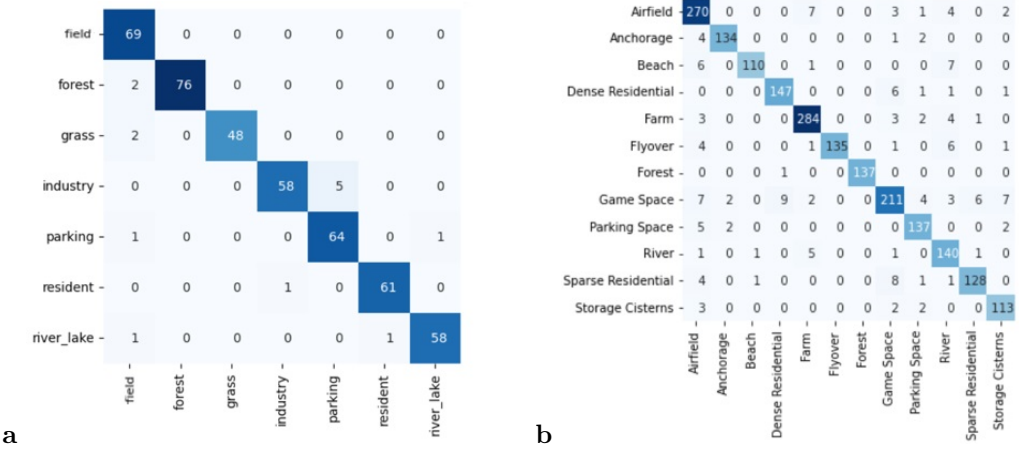 field 69 0 0 0 0 0 0
forest 2 76 0 0 0 0 0
grass 2 0 48 0 0 0 0
industry 0 0 0 58 5 0 0
parking 1 0 0 0 64 0 1
resident 0 0 0 1 0 61 0
river_lake 1 0 0 0 0 1 58
field forest grass industry parking resident river_lake
a
Airfield 270 0 0 0 7 0 0 3 1 4 0 2
Anchorage 4 134 0 0 0 0 0 1 2 0 0 0
Beach 6 0 110 0 1 0 0 0 0 7 0 0
Dense Residential 0 0 0 147 0 0 0 6 1 1 0 1
Farm 3 0 0 0 284 0 0 3 2 4 1 0
Flyover 4 0 0 0 1 135 0 1 0 6 0 1
Forest 0 0 0 1 0 0 137 0 0 0 0 0
Game Space 7 2 0 9 2 0 0 211 4 3 6 7
Parking Space 5 2 0 0 0 0 0 0 137 0 0 2
River 1 0 1 0 5 0 0 1 0 140 1 0
Sparse Residential 4 0 1 0 0 0 0 8 1 1 128 0
Storage Cisterns 3 0 0 0 0 0 0 2 2 0 0 113
Airfield Anchorage Beach Dense Residential Farm Flyover Forest Game Space Parking Space River Sparse Residential Storage Cisterns
b